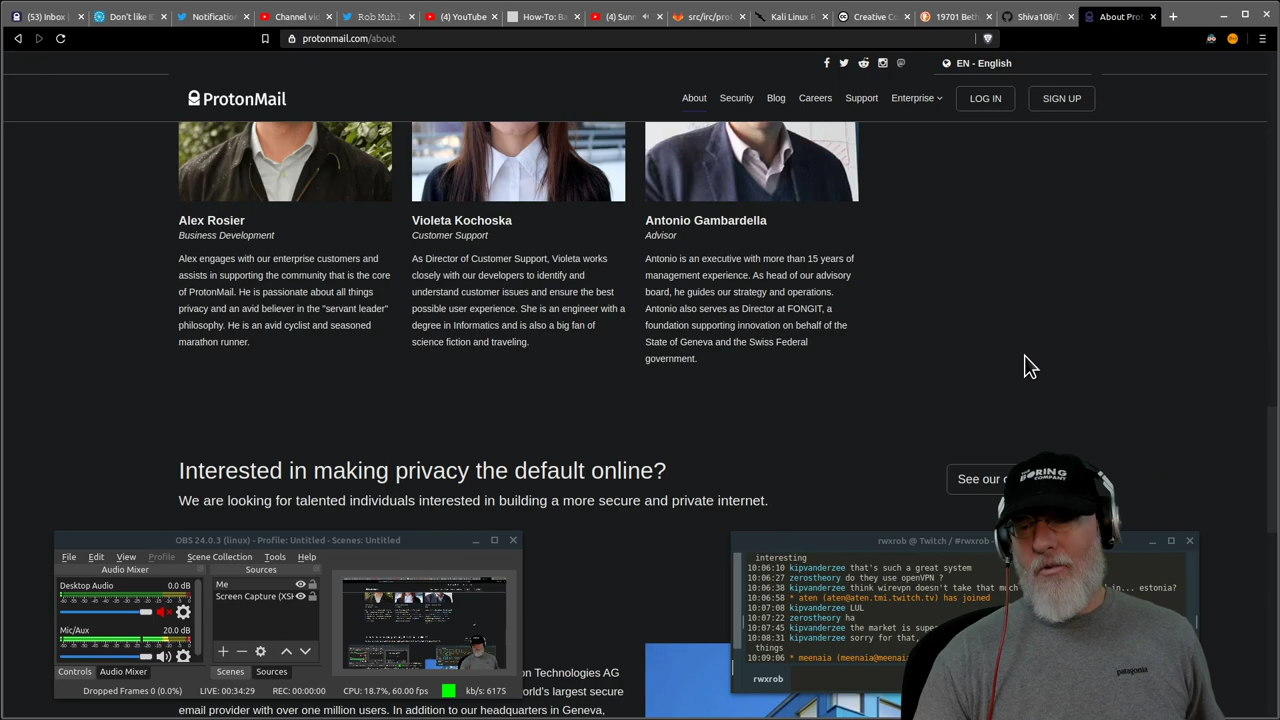 (53) Inbox
Don't like I
Notification
Channel vi
Rob Muhl
(4) YouTube
How-To: Ba
(4) Sunn
src/irc/prot
Kali Linux R
Creative Co
19701 Beth
Shiva108/D
About Prot
protonmail.com/about
EN - English
ProtonMail
About
Security
Blog
Careers
Support
Enterprise
LOG IN
SIGN UP
Alex Rosier
Business Development
Alex engages with our enterprise customers and
assists in supporting the community that is the core
of ProtonMail. He is passionate about all things
privacy and an avid believer in the "servant leader"
philosophy. He is an avid cyclist and seasoned
marathon runner.
Violeta Kochoska
Customer Support
As Director of Customer Support, Violeta works
closely with our developers to identify and
understand customer issues and ensure the best
possible user experience. She is an engineer with a
degree in Informatics and is also a big fan of
science fiction and traveling.
Antonio Gambardella
Advisor
Antonio is an executive with more than 15 years of
management experience. As head of our advisory
board, he guides our strategy and operations.
Antonio also serves as Director at FONGIT, a
foundation supporting innovation on behalf of the
State of Geneva and the Swiss Federal
government.
Interested in making privacy the default online?
We are looking for talented individuals interested in building a more secure and private internet.
See our
OBS 24.0.3 (linux) - Profile: Untitled - Scenes: Untitled
File Edit View Profile Scene Collection Tools Help
Audio Mixer
Sources
Desktop Audio 0.0 dB
Mic/Aux 20.0 dB
Me
Screen Capture (XSH
Controls
Audio Mixer
Scenes
Sources
Dropped Frames 0 (0.0%)
LIVE: 00:34:29
REC: 00:00:00
CPU: 18.7%, 60.00 fps
kb/s: 6175
rwxrob @ Twitch / #rwxrob -
interesting
10:06:10 kipvanderzee that's such a great system
10:06:27 zerostheory do they use openVPN ?
10:06:38 kipvanderzee think wirevpn doesn't take that much in... estonia?
10:06:58 * aten (aten@aten.tmi.twitch.tv) has joined
10:07:08 kipvanderzee LUL
10:07:22 zerostheory ha
10:07:45 kipvanderzee the market is supe
10:08:31 kipvanderzee sorry for that,
things
10:09:06 * meenaia (meenaia@meenaia
rwxrob
THE BORING COMPANY
patagonia
on Technologies AG
world's largest secure
email provider with over one million users. In addition to our headquarters in Geneva,